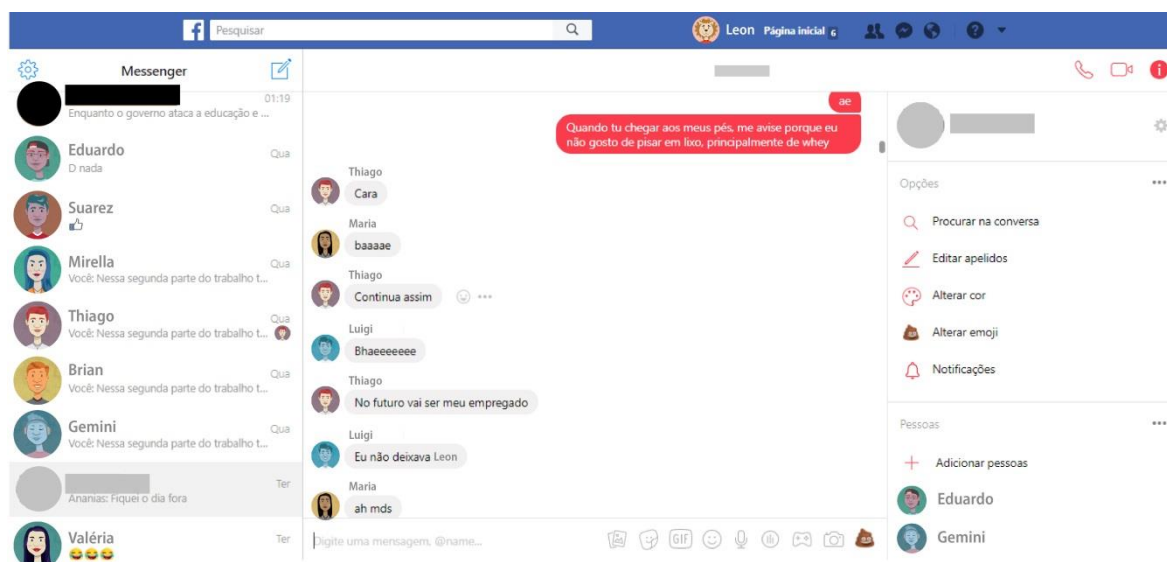 f
Pesquisar
Leon
Página inicial 6
?
Messenger
01:19
Enquanto o governo ataca a educação e ...
Eduardo
Qua
D nada
Suarez
Qua
Mirella
Qua
Você: Nessa segunda parte do trabalho t...
Thiago
Qua
Você: Nessa segunda parte do trabalho t...
Brian
Qua
Você: Nessa segunda parte do trabalho t...
Gemini
Qua
Você: Nessa segunda parte do trabalho t...
Ter
Ananias: Fiquei o dia fora
Valéria
Ter
ae
Quando tu chegar aos meus pés, me avise porque eu
não gosto de pisar em lixo, principalmente de whey
Thiago
Cara
Maria
baaaae
Thiago
Continua assim
Luigi
Bhaeeeeeee
Thiago
No futuro vai ser meu empregado
Luigi
Eu não deixava Leon
Maria
ah mds
Digite uma mensagem, @name...
GIF
Opções
Procurar na conversa
Editar apelidos
Alterar cor
Alterar emoji
Notificações
Pessoas
Adicionar pessoas
Eduardo
Gemini